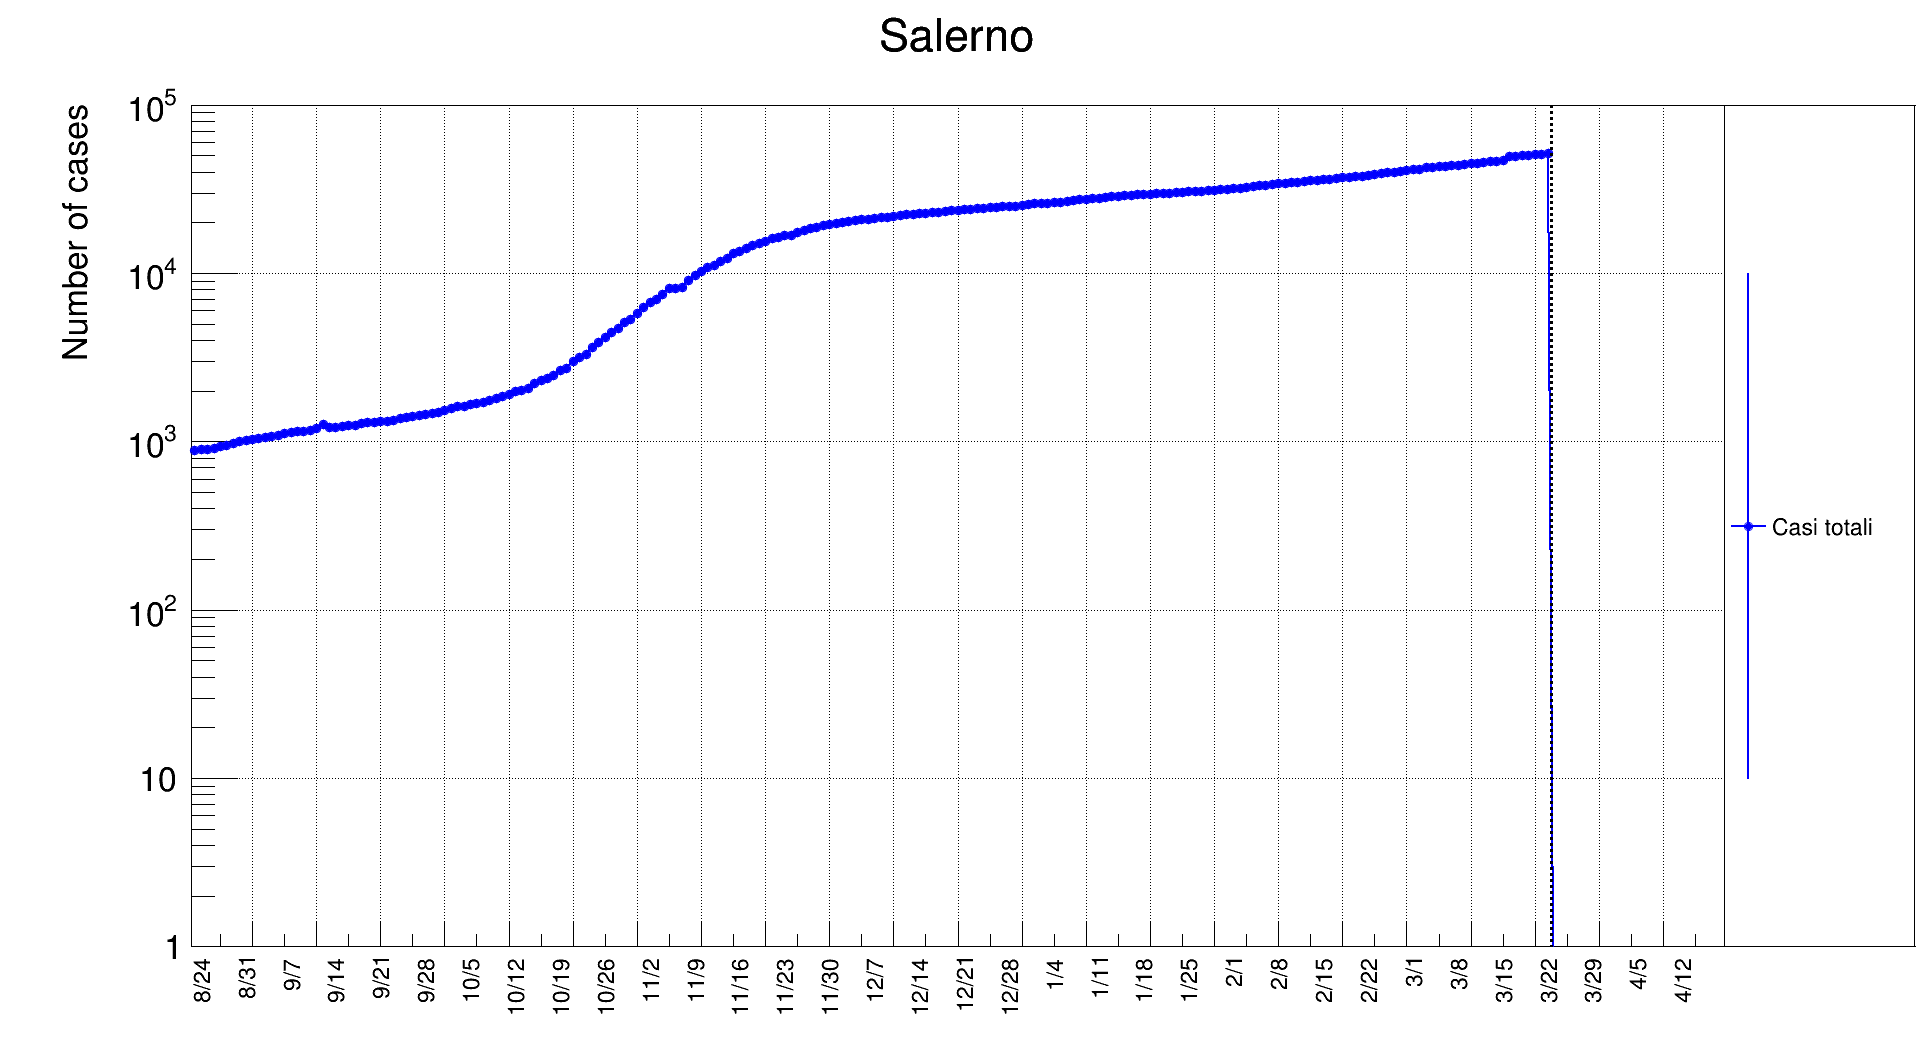 Salerno
Number of cases
10^5
10^4
10^3
10^2
10
1
8/24 8/31 9/7 9/14 9/21 9/28 10/5 10/12 10/19 10/26 11/2 11/9 11/16 11/23 11/30 12/7 12/14 12/21 12/28 1/4 1/11 1/18 1/25 2/1 2/8 2/15 2/22 3/1 3/8 3/15 3/22 3/29 4/5 4/12
Casi totali